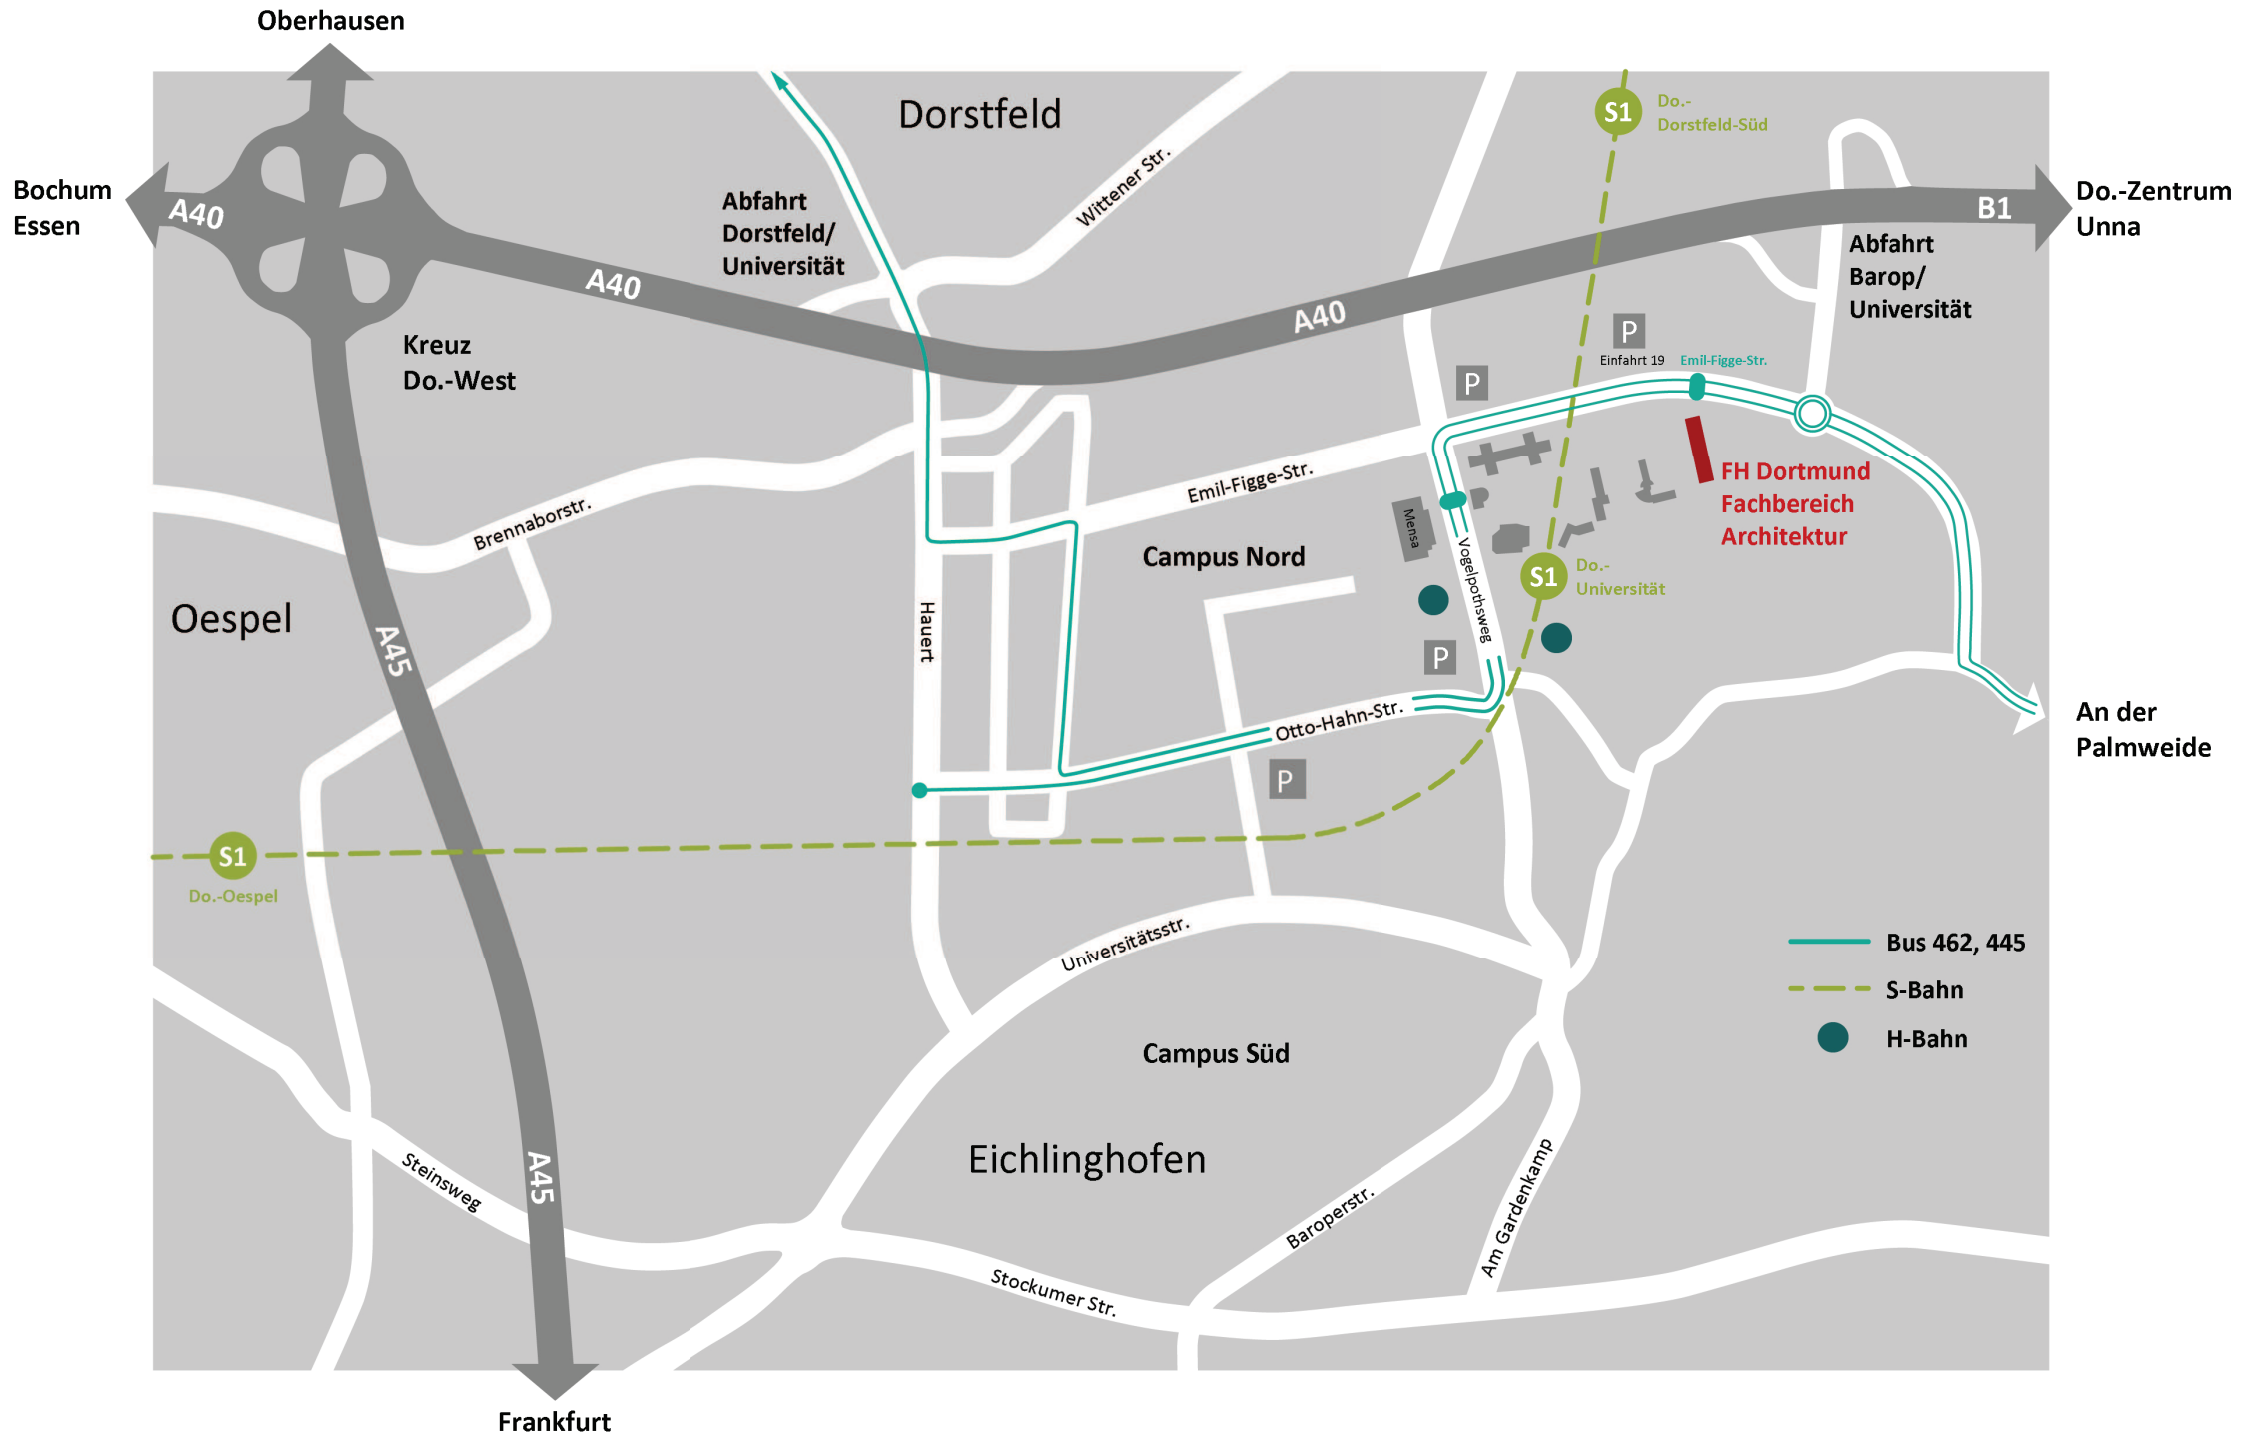 Oberhausen
Bochum
Essen
A40
Dorstfeld
Wittener Str.
S1
Do.-
Dorstfeld-Süd
Do.-Zentrum
Unna
B1
Abfahrt
Dorstfeld/
Universität
Abfahrt
Barop/
Universität
A40
A40
Kreuz
Do.-West
P
Einfahrt 19
Emil-Figge-Str.
P
Emil-Figge-Str.
FH Dortmund
Fachbereich
Architektur
Brennaborstr.
Mensa
Campus Nord
Vogelpothsweg
S1
Do.-
Universität
Oespel
Hauert
A45
P
Otto-Hahn-Str.
P
An der
Palmweide
S1
Do.-Oespel
Universitätsstr.
Bus 462, 445
S-Bahn
H-Bahn
Campus Süd
Eichlinghofen
Steinsweg
A45
Baroperstr.
Am Gardenkamp
Stockumer Str.
Frankfurt